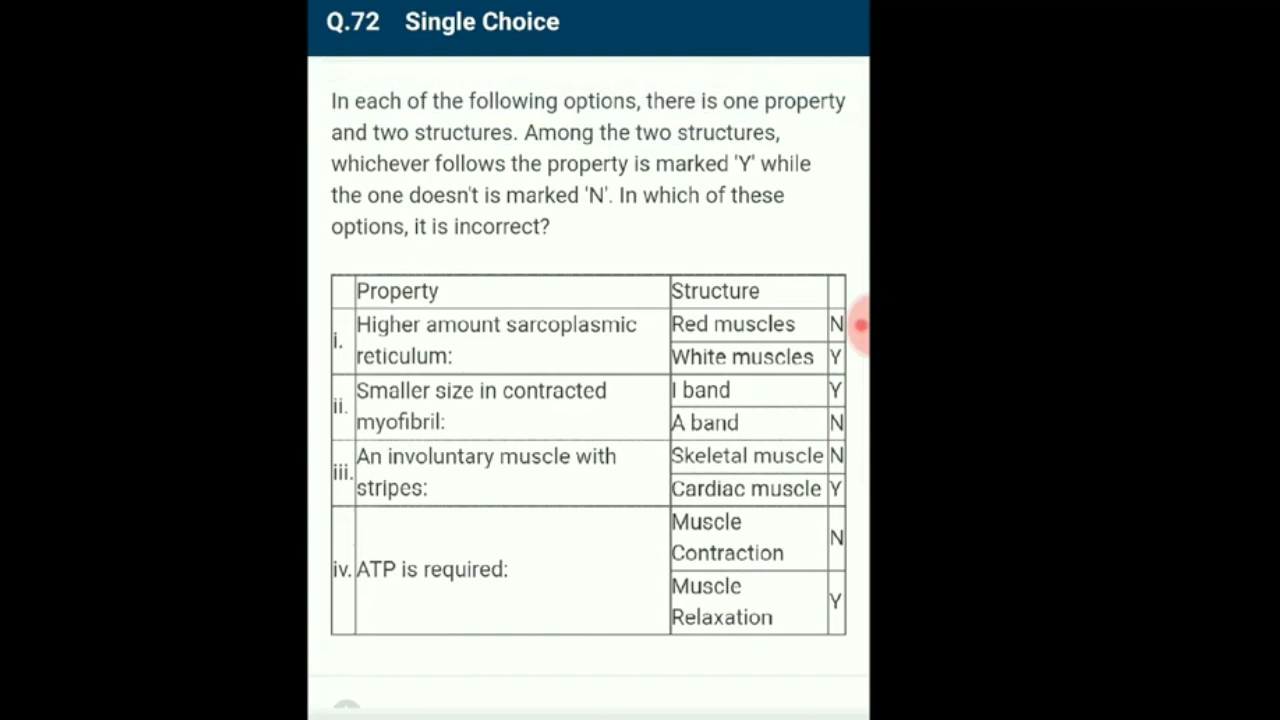 Q.72 Single Choice
In each of the following options, there is one property
and two structures. Among the two structures,
whichever follows the property is marked 'Y' while
the one doesn't is marked 'N'. In which of these
options, it is incorrect?
Property Structure
i. Higher amount sarcoplasmic reticulum: Red muscles N
White muscles Y
ii. Smaller size in contracted myofibril: I band Y
A band N
iii. An involuntary muscle with stripes: Skeletal muscle N
Cardiac muscle Y
iv. ATP is required: Muscle Contraction N
Muscle Relaxation Y